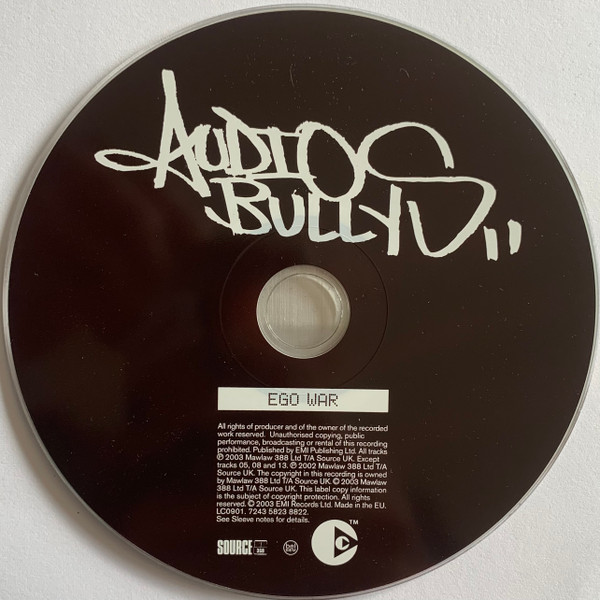 AUDIO
BULLYS
EGO WAR
All rights of producer and of the owner of the recorded
work reserved. Unauthorised copying, public
performance, broadcasting or rental of this recording
prohibited. Published by EMI Publishing Ltd. All tracks
℗ 2003 Mawlaw 388 Ltd T/A Source UK. Except
tracks 05, 08 and 13. ℗ 2002 Mawlaw 388 Ltd T/A
Source UK. The copyright in this recording is owned
by Mawlaw 388 Ltd T/A Source UK. © 2003 Mawlaw
388 Ltd T/A Source UK. This label copy information
is the subject of copyright protection. All rights
reserved. © 2003 EMI Records Ltd. Made in the EU.
LC0901. 7243 5823 8822.
See Sleeve notes for details.
SOURCE
C ™